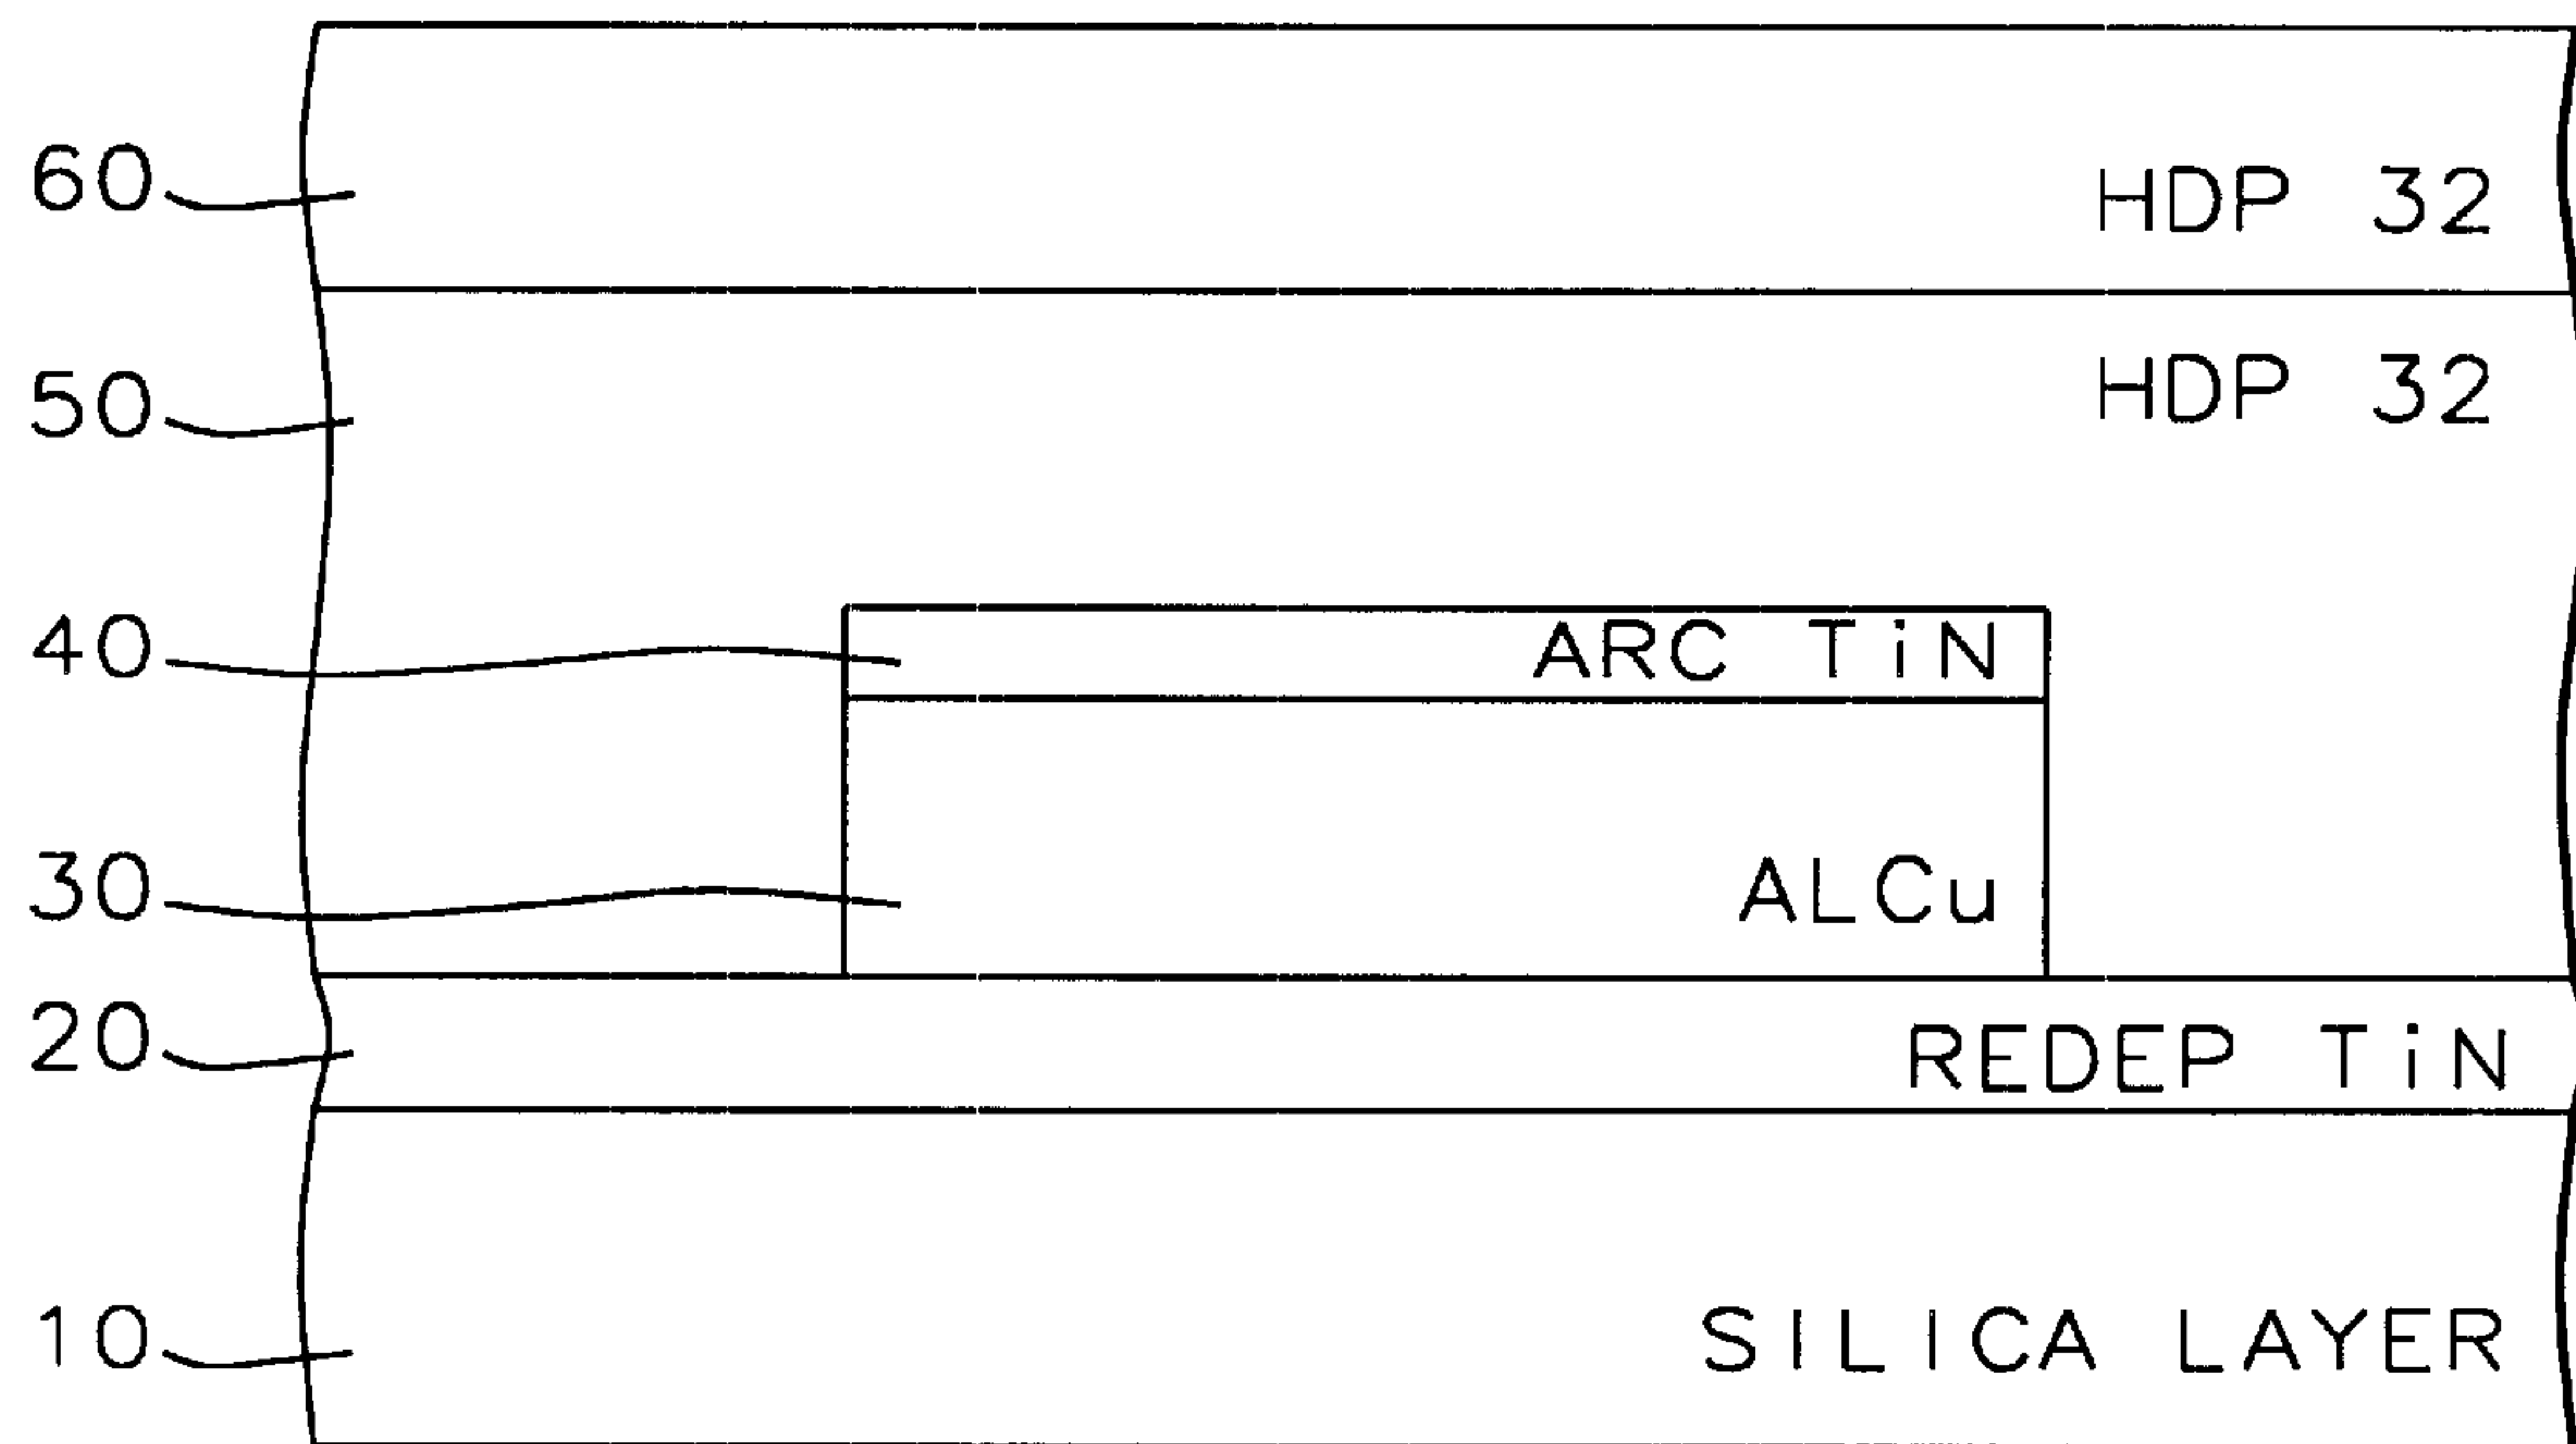 60 HDP 32
50 HDP 32
40 ARC TiN
30 ALCu
20 REDEP TiN
10 SILICA LAYER